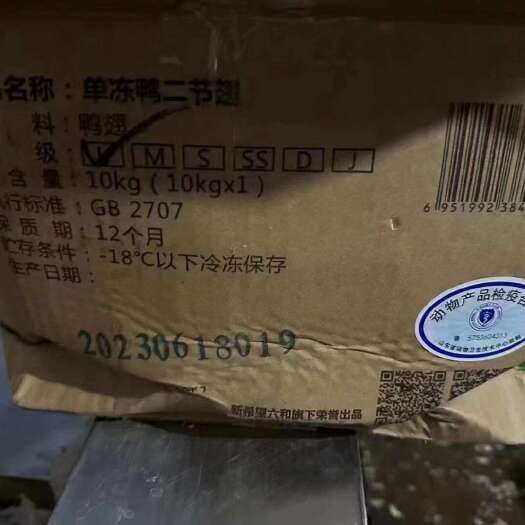 名称：单冻鸭二节翅
料：鸭翅
级：L M S SS D J
含 量：10kg（10kg×1）
执行标准：GB 2707
保 质 期：12个月
贮存条件：-18℃以下冷冻保存
生产日期：
20230618019
6 951992 384
动物产品检疫合
新希望六和旗下荣誉出品